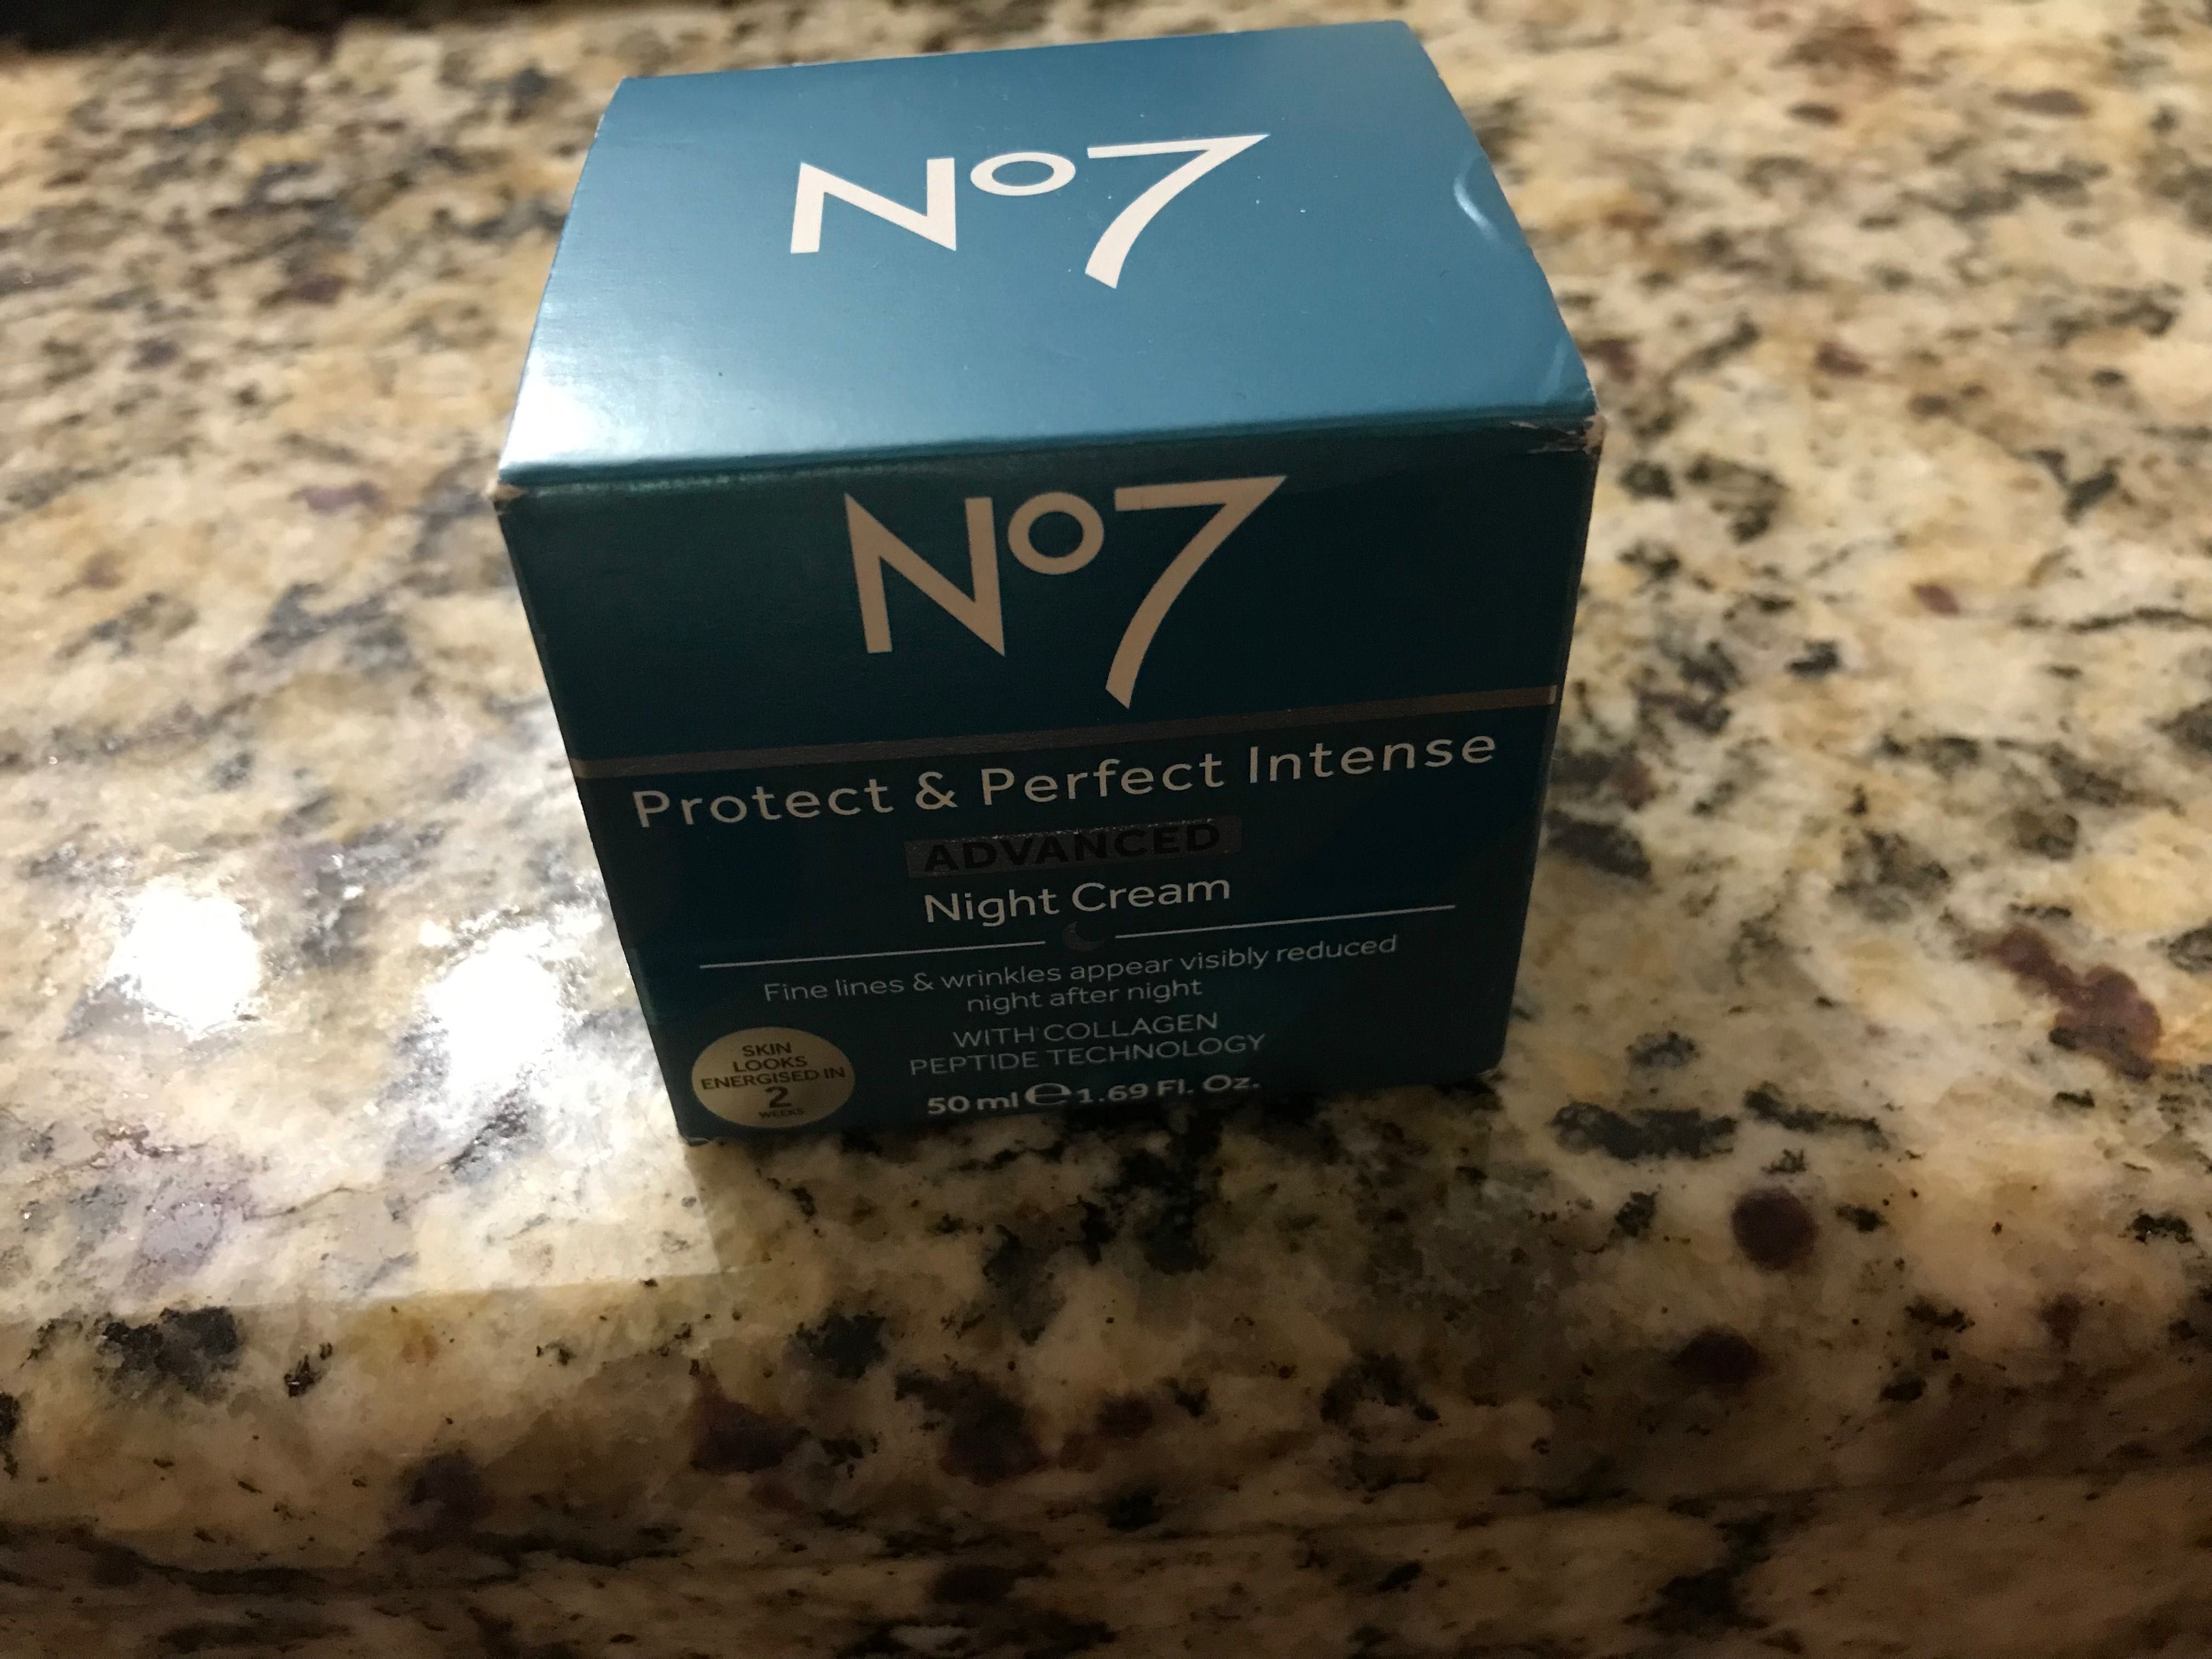 Nº7
Nº7
Protect & Perfect Intense
ADVANCED
Night Cream
Fine lines & wrinkles appear visibly reduced
night after night
WITH COLLAGEN
PEPTIDE TECHNOLOGY
50 ml ℮ 1.69 Fl. Oz.
SKIN
LOOKS
ENERGISED IN
2
WEEKS